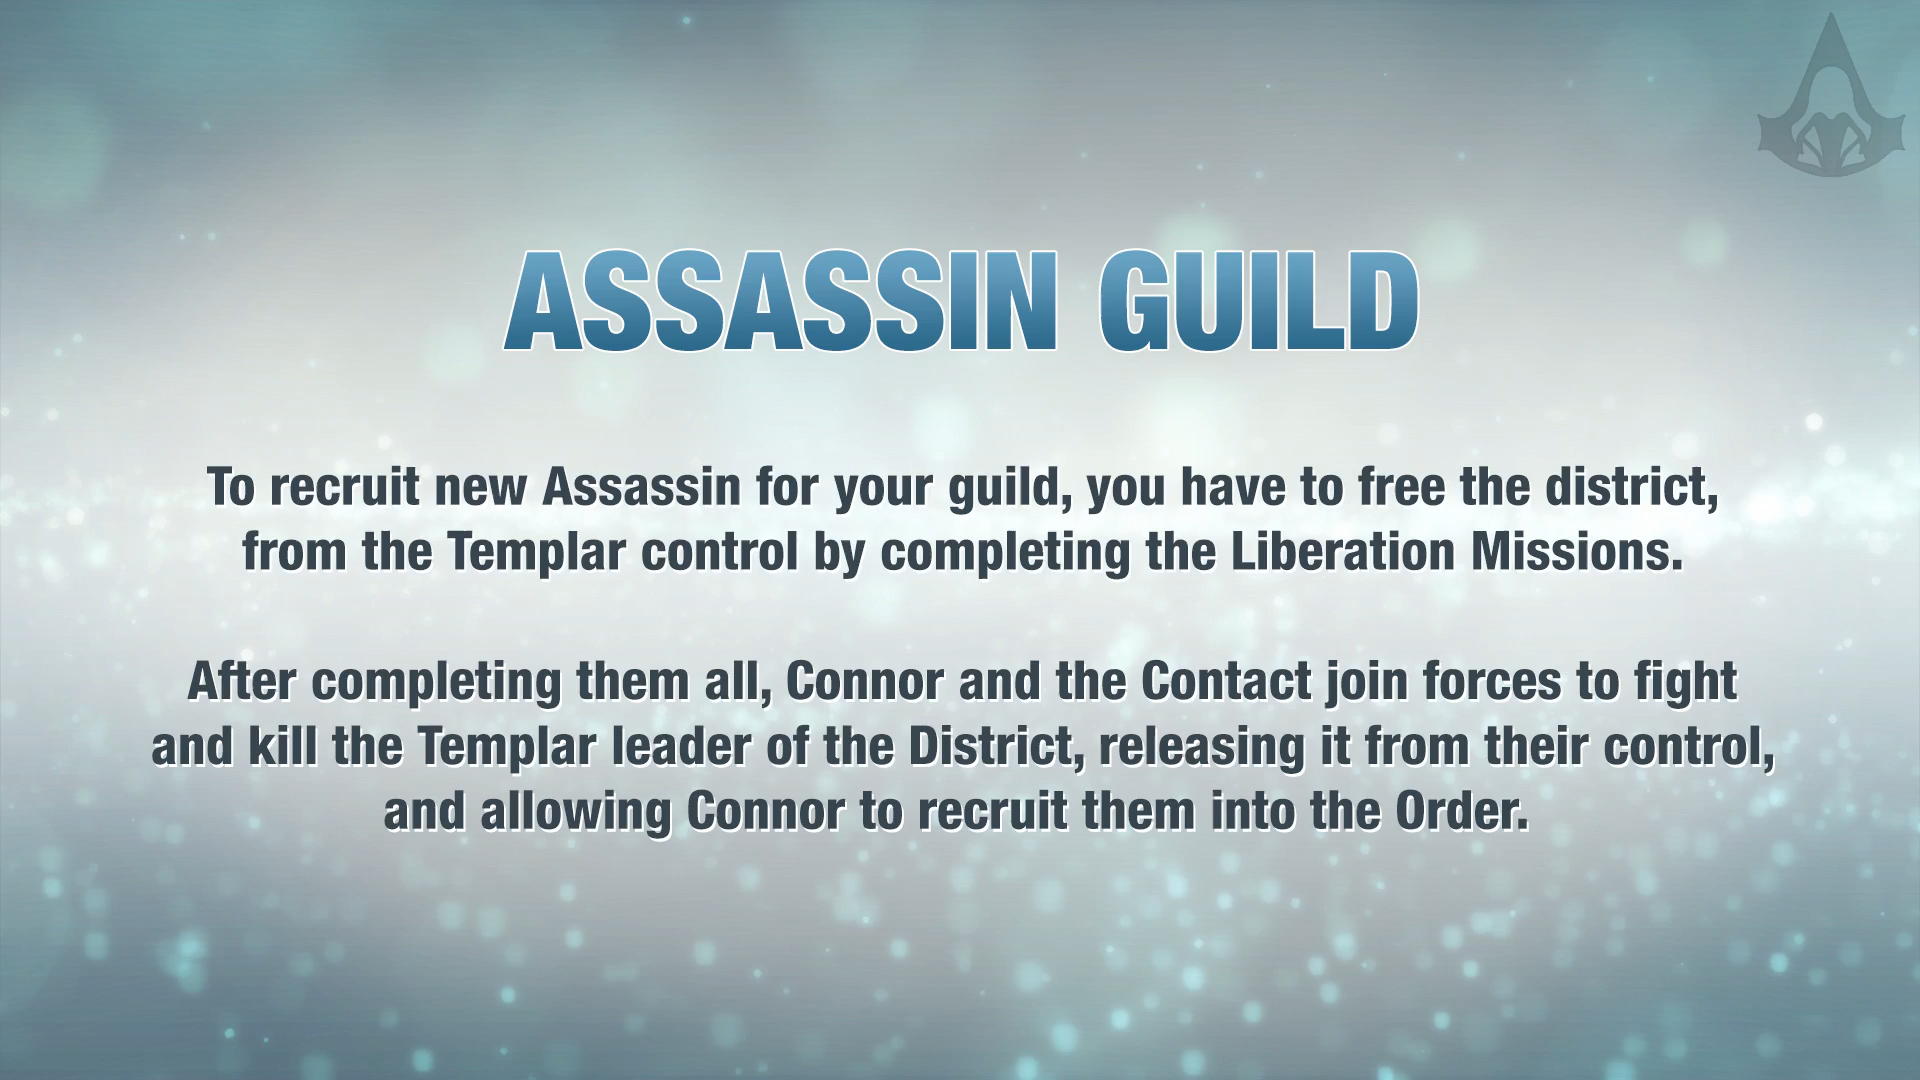 ASSASSIN GUILD
To recruit new Assassin for your guild, you have to free the district,
from the Templar control by completing the Liberation Missions.
After completing them all, Connor and the Contact join forces to fight
and kill the Templar leader of the District, releasing it from their control,
and allowing Connor to recruit them into the Order.